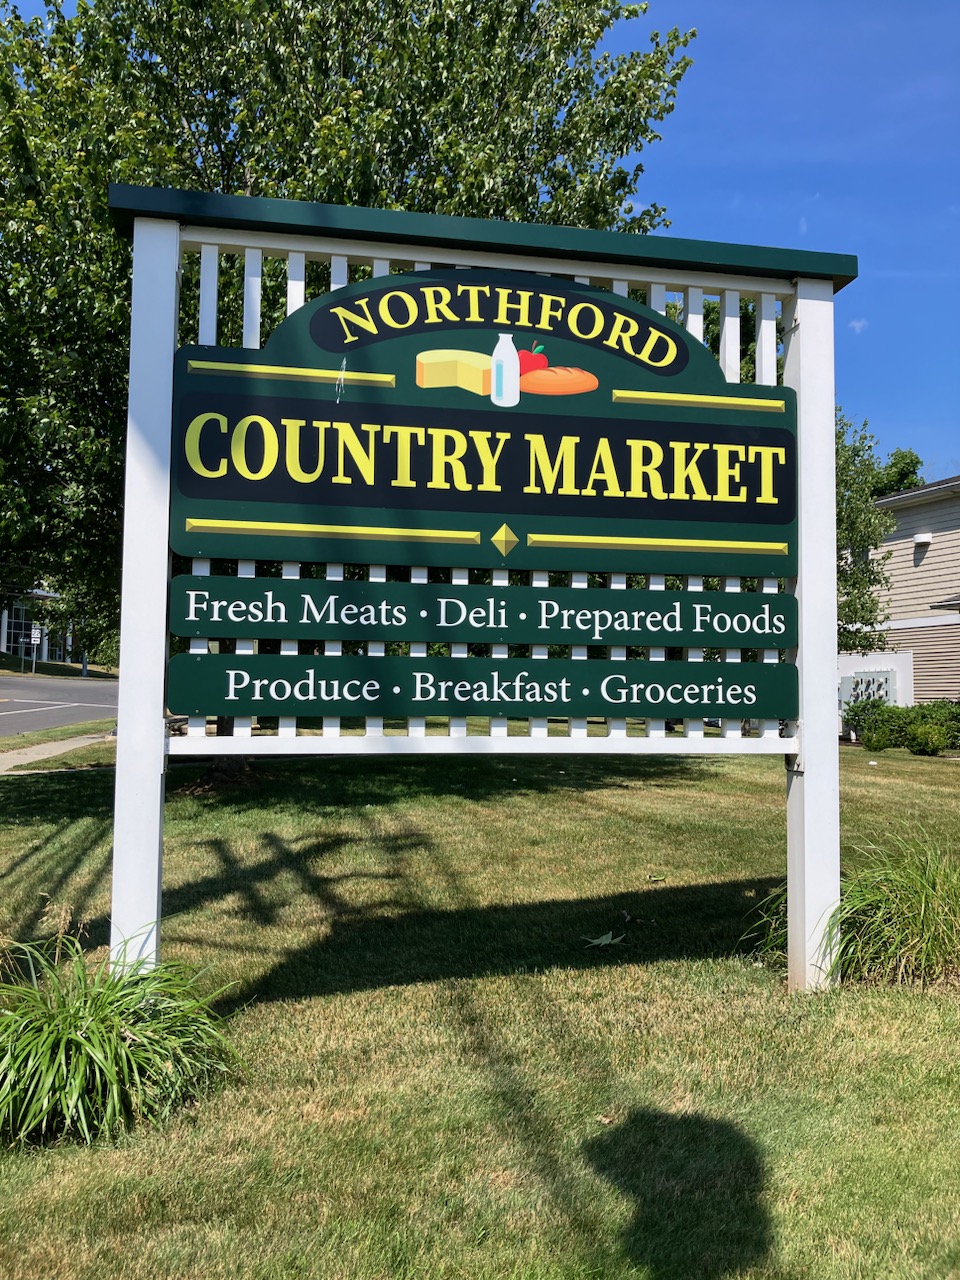 NORTHFORD
COUNTRY MARKET
Fresh Meats · Deli · Prepared Foods
Produce · Breakfast · Groceries